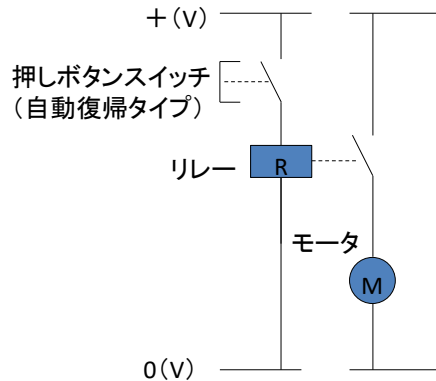 ＋(V)
押しボタンスイッチ
（自動復帰タイプ）
リレー
R
モータ
M
0(V)